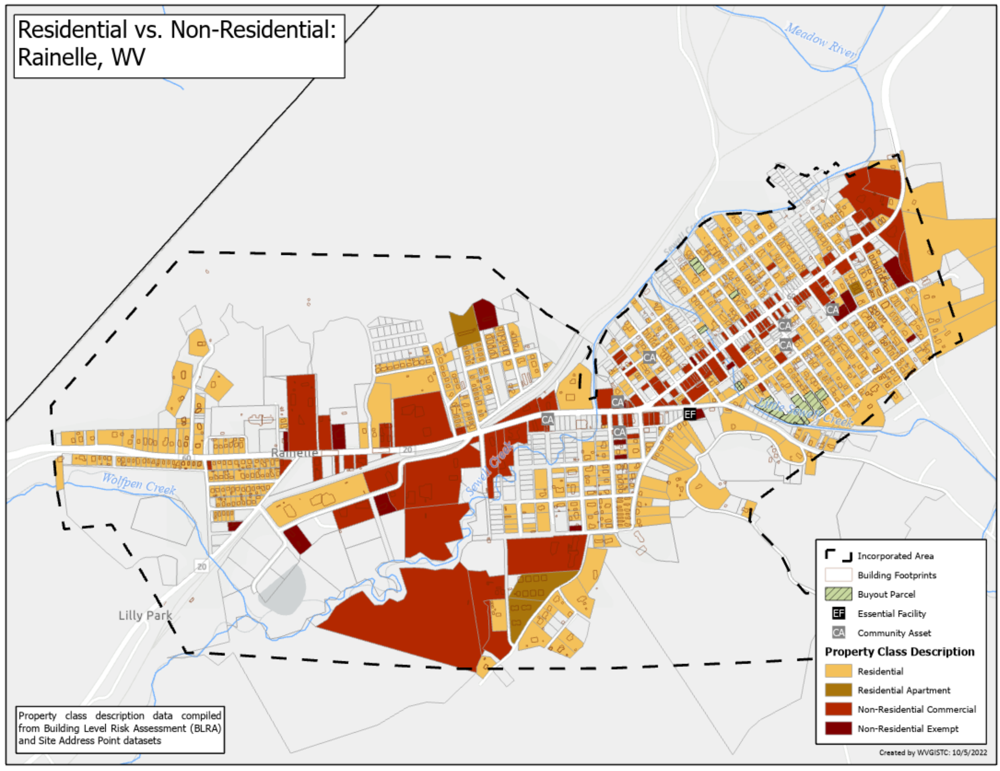 Residential vs. Non-Residential:
Rainelle, WV
Meadow River
CA
60
CA
CA
CA
Little Sewell Creek
CA
EF
CA
CA
20
Rainelle
60
Sewell Creek
Wolfpen Creek
20
Lilly Park
Incorporated Area
Building Footprints
Buyout Parcel
EF Essential Facility
CA Community Asset
Property Class Description
Residential
Residential Apartment
Non-Residential Commercial
Non-Residential Exempt
Property class description data compiled
from Building Level Risk Assessment (BLRA)
and Site Address Point datasets
Created by WVGISTC: 10/5/2022